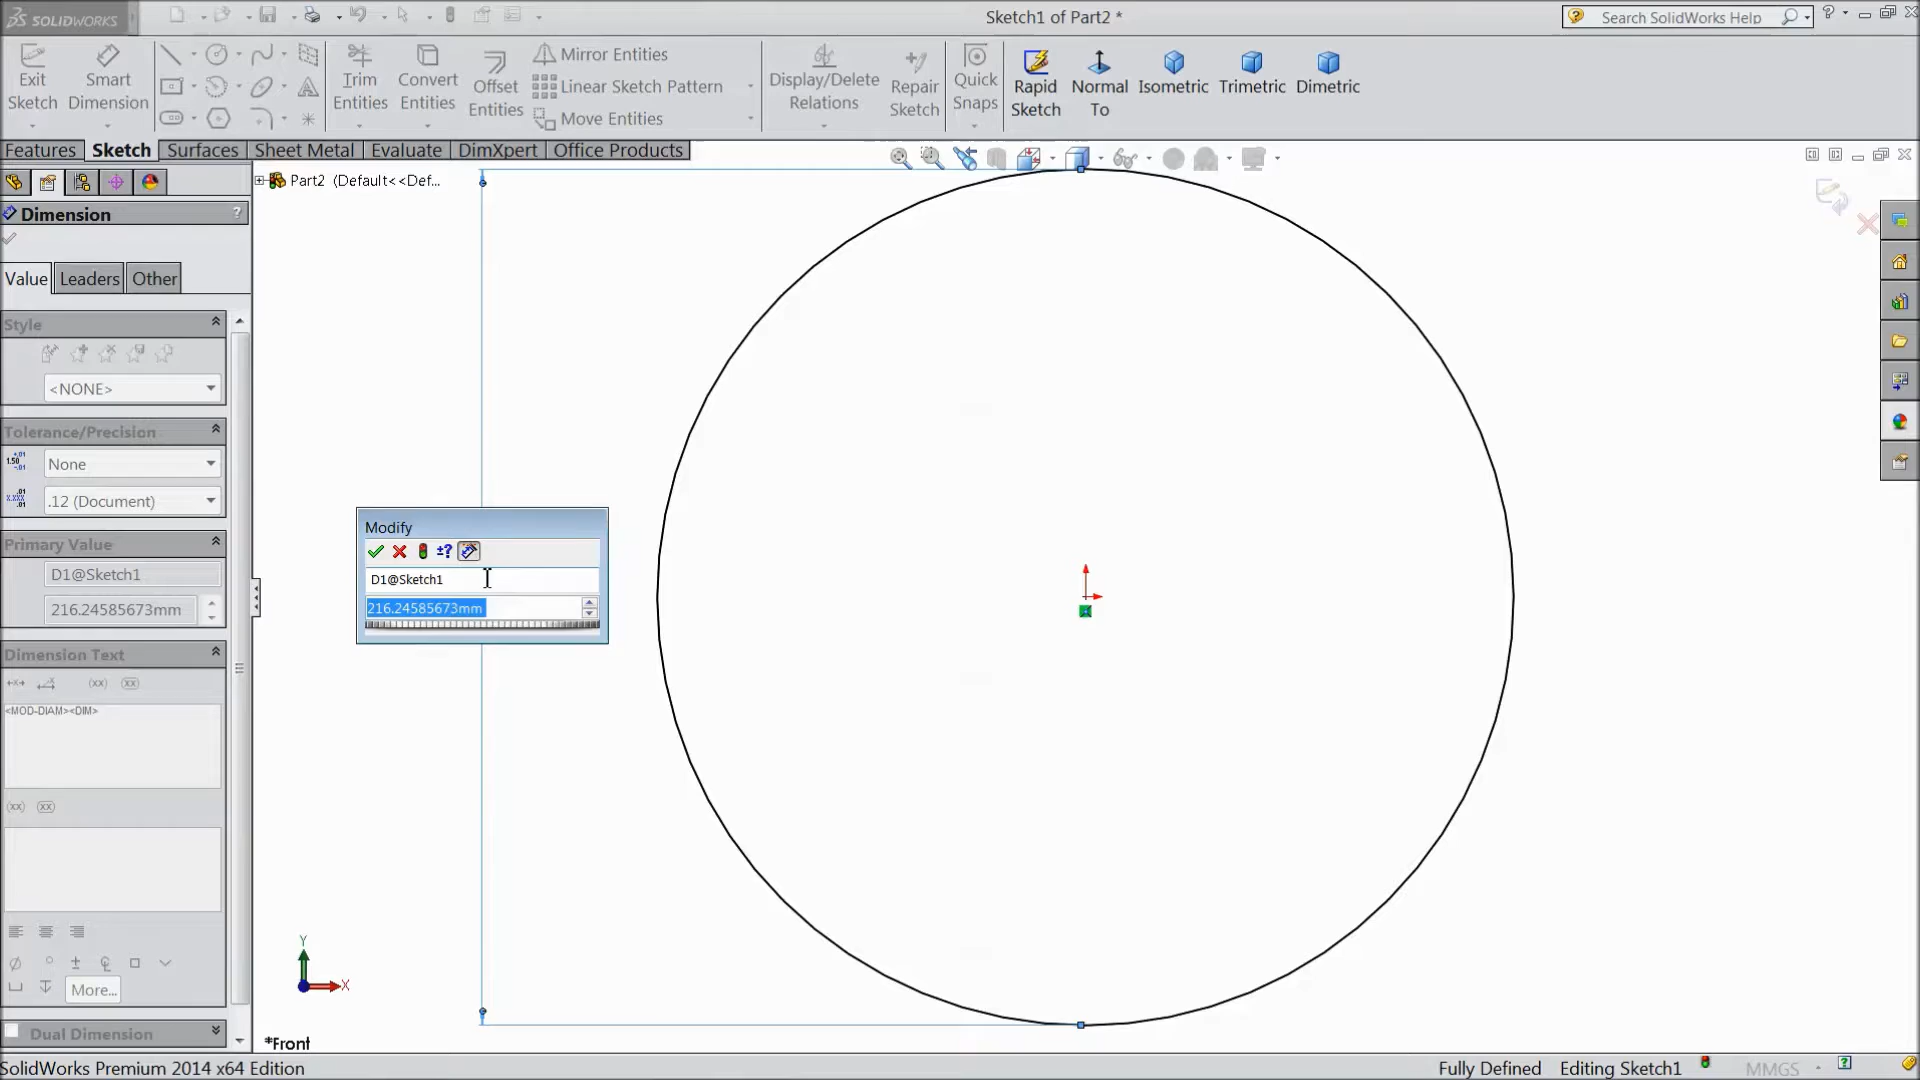 SOLIDWORKS
Sketch1 of Part2 *
Search SolidWorks Help
Exit Sketch
Smart Dimension
Trim Entities
Convert Entities
Offset Entities
Mirror Entities
Linear Sketch Pattern
Move Entities
Display/Delete Relations
Repair Sketch
Quick Snaps
Rapid Sketch
Normal To
Isometric
Trimetric
Dimetric
Features
Sketch
Surfaces
Sheet Metal
Evaluate
DimXpert
Office Products
Part2 (Default<<Def...
Dimension
?
Value
Leaders
Other
Style
<NONE>
Tolerance/Precision
None
.12 (Document)
Primary Value
D1@Sketch1
216.24585673mm
Dimension Text
(xx) (xx)
<MOD-DIAM><DIM>
(xx) (xx)
More...
Dual Dimension
Modify
±?
D1@Sketch1
216.24585673mm
Y
X
*Front
SolidWorks Premium 2014 x64 Edition
Fully Defined
Editing Sketch1
MMGS